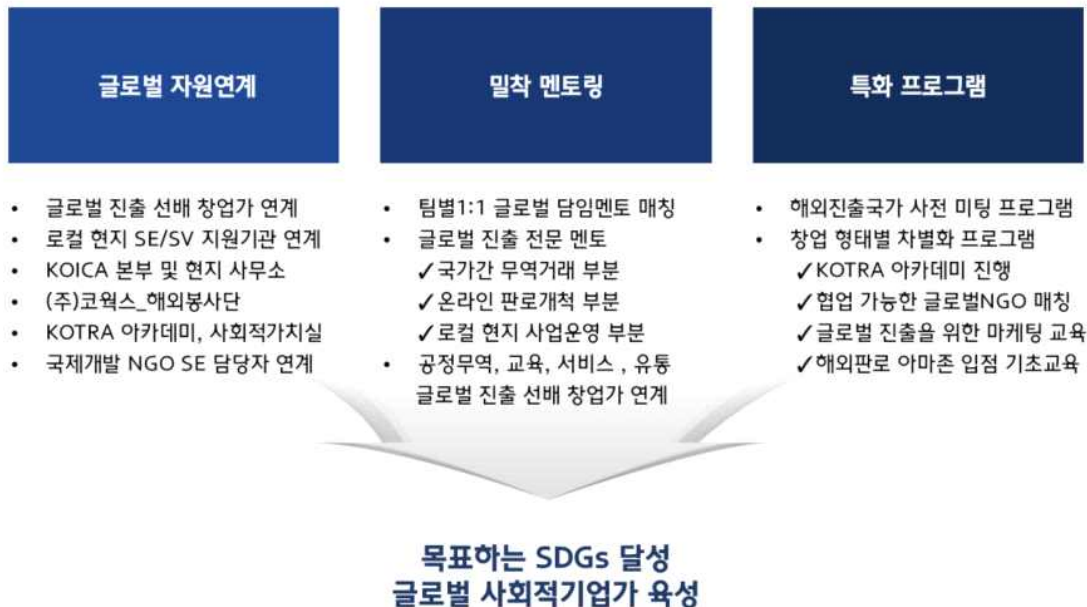 글로벌 자원연계
• 글로벌 진출 선배 창업가 연계
• 로컬 현지 SE/SV 지원기관 연계
• KOICA 본부 및 현지 사무소
• (주)코웍스_해외봉사단
• KOTRA 아카데미, 사회적가치실
• 국제개발 NGO SE 담당자 연계
밀착 멘토링
• 팀별1:1 글로벌 담임멘토 매칭
• 글로벌 진출 전문 멘토
✓국가간 무역거래 부분
✓온라인 판로개척 부분
✓로컬 현지 사업운영 부분
• 공정무역, 교육, 서비스 , 유통
글로벌 진출 선배 창업가 연계
특화 프로그램
• 해외진출국가 사전 미팅 프로그램
• 창업 형태별 차별화 프로그램
✓KOTRA 아카데미 진행
✓협업 가능한 글로벌NGO 매칭
✓글로벌 진출을 위한 마케팅 교육
✓해외판로 아마존 입점 기초교육
목표하는 SDGs 달성
글로벌 사회적기업가 육성